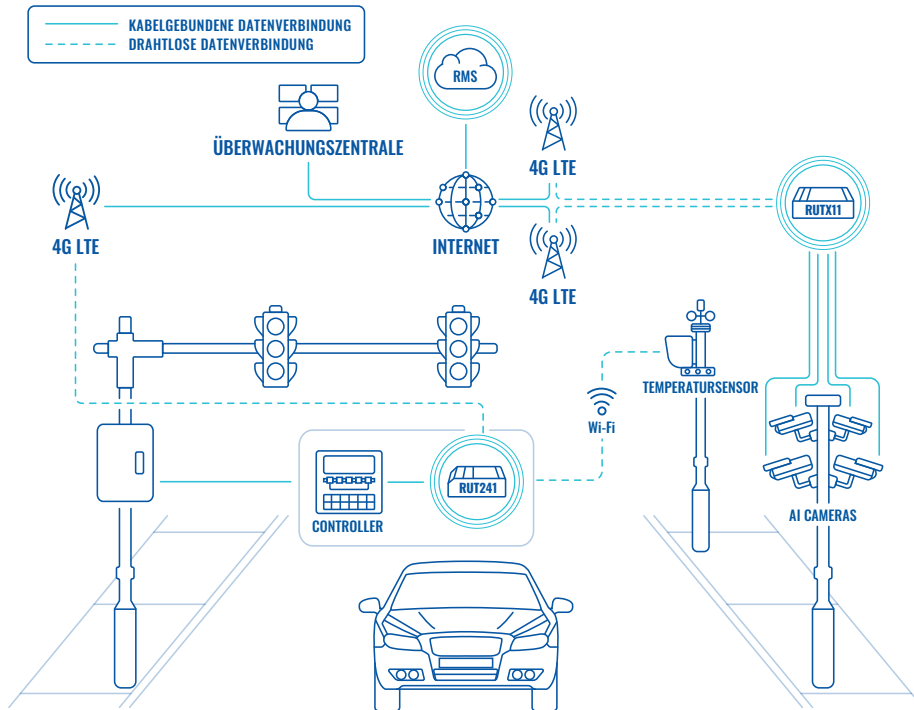 KABELGEBUNDENE DATENVERBINDUNG
DRAHTLOSE DATENVERBINDUNG
RMS
ÜBERWACHUNGSZENTRALE
4G LTE
4G LTE
INTERNET
RUTX11
4G LTE
TEMPERATURSENSOR
Wi-Fi
RUT241
CONTROLLER
AI CAMERAS